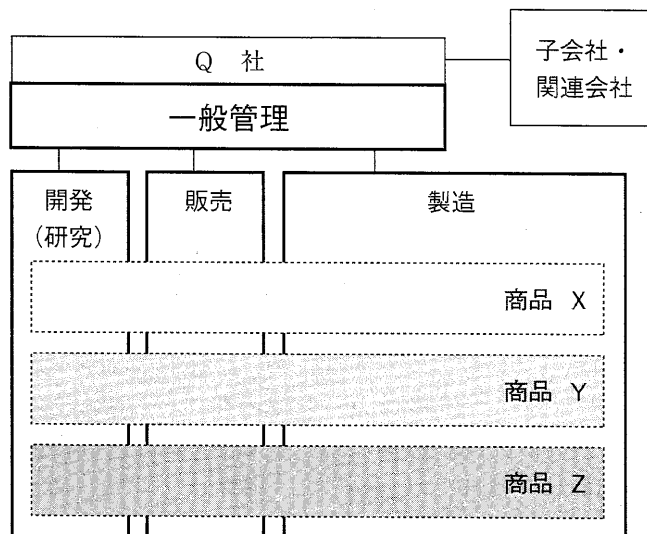 Q 社
子会社・
関連会社
一般管理
開発
(研究)
販売
製造
商品 X
商品 Y
商品 Z